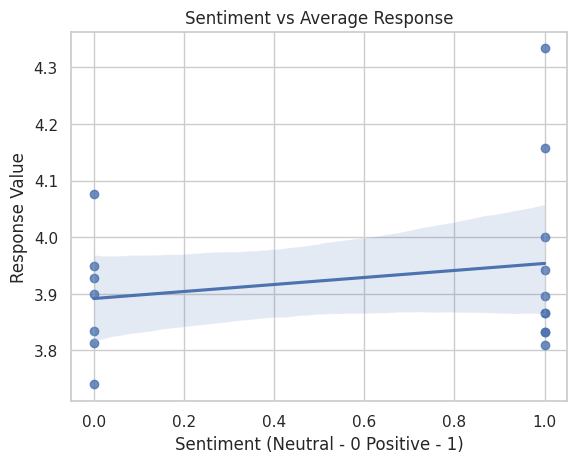 Sentiment vs Average Response
Response Value
4.3
4.2
4.1
4.0
3.9
3.8
0.0 0.2 0.4 0.6 0.8 1.0
Sentiment (Neutral - 0 Positive - 1)